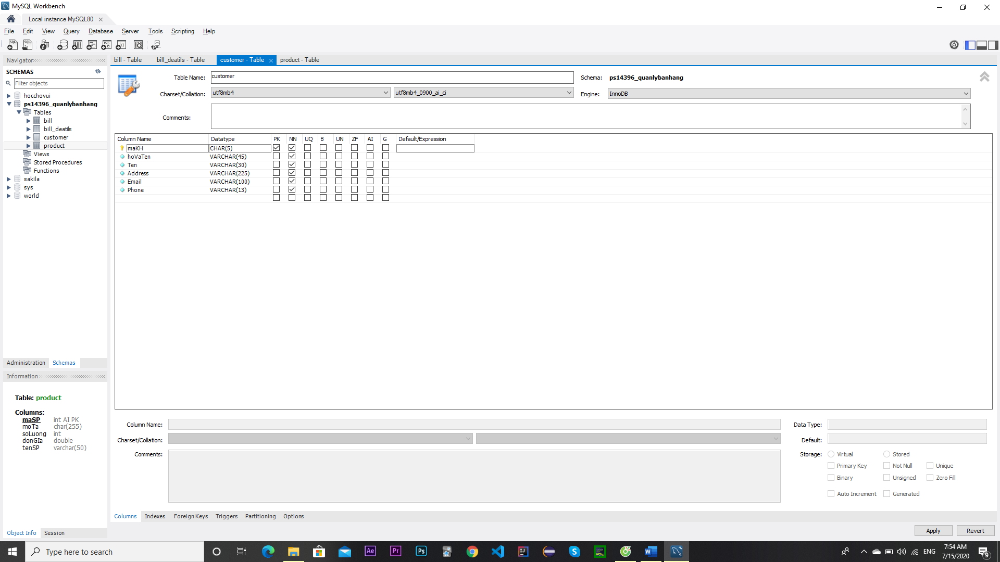 MySQL Workbench
Local instance MySQL80
File Edit View Query Database Server Tools Scripting Help
Navigator
SCHEMAS
Filter objects
hocchovui
ps14396_quanlybanhang
Tables
bill
bill_deatils
customer
product
Views
Stored Procedures
Functions
sakila
sys
world
Administration Schemas
Information
Table: product
Columns:
maSP int AI PK
moTa char(255)
soLuong int
donGIa double
tenSP varchar(50)
Object Info Session
bill - Table bill_deatils - Table customer - Table product - Table
Table Name: customer Schema: ps14396_quanlybanhang
Charset/Collation: utf8mb4 utf8mb4_0900_ai_ci Engine: InnoDB
Comments:
Column Name Datatype PK NN UQ B UN ZF AI G Default/Expression
maKH CHAR(5)
hoVaTen VARCHAR(45)
Ten VARCHAR(30)
Address VARCHAR(225)
Email VARCHAR(100)
Phone VARCHAR(13)
Column Name: Data Type:
Charset/Collation: Default:
Comments: Storage: Virtual Stored
Primary Key Not Null Unique
Binary Unsigned Zero Fill
Auto Increment Generated
Columns Indexes Foreign Keys Triggers Partitioning Options
Apply Revert
Type here to search
Ae Pr Ps
ENG
7:54 AM
7/15/2020
9